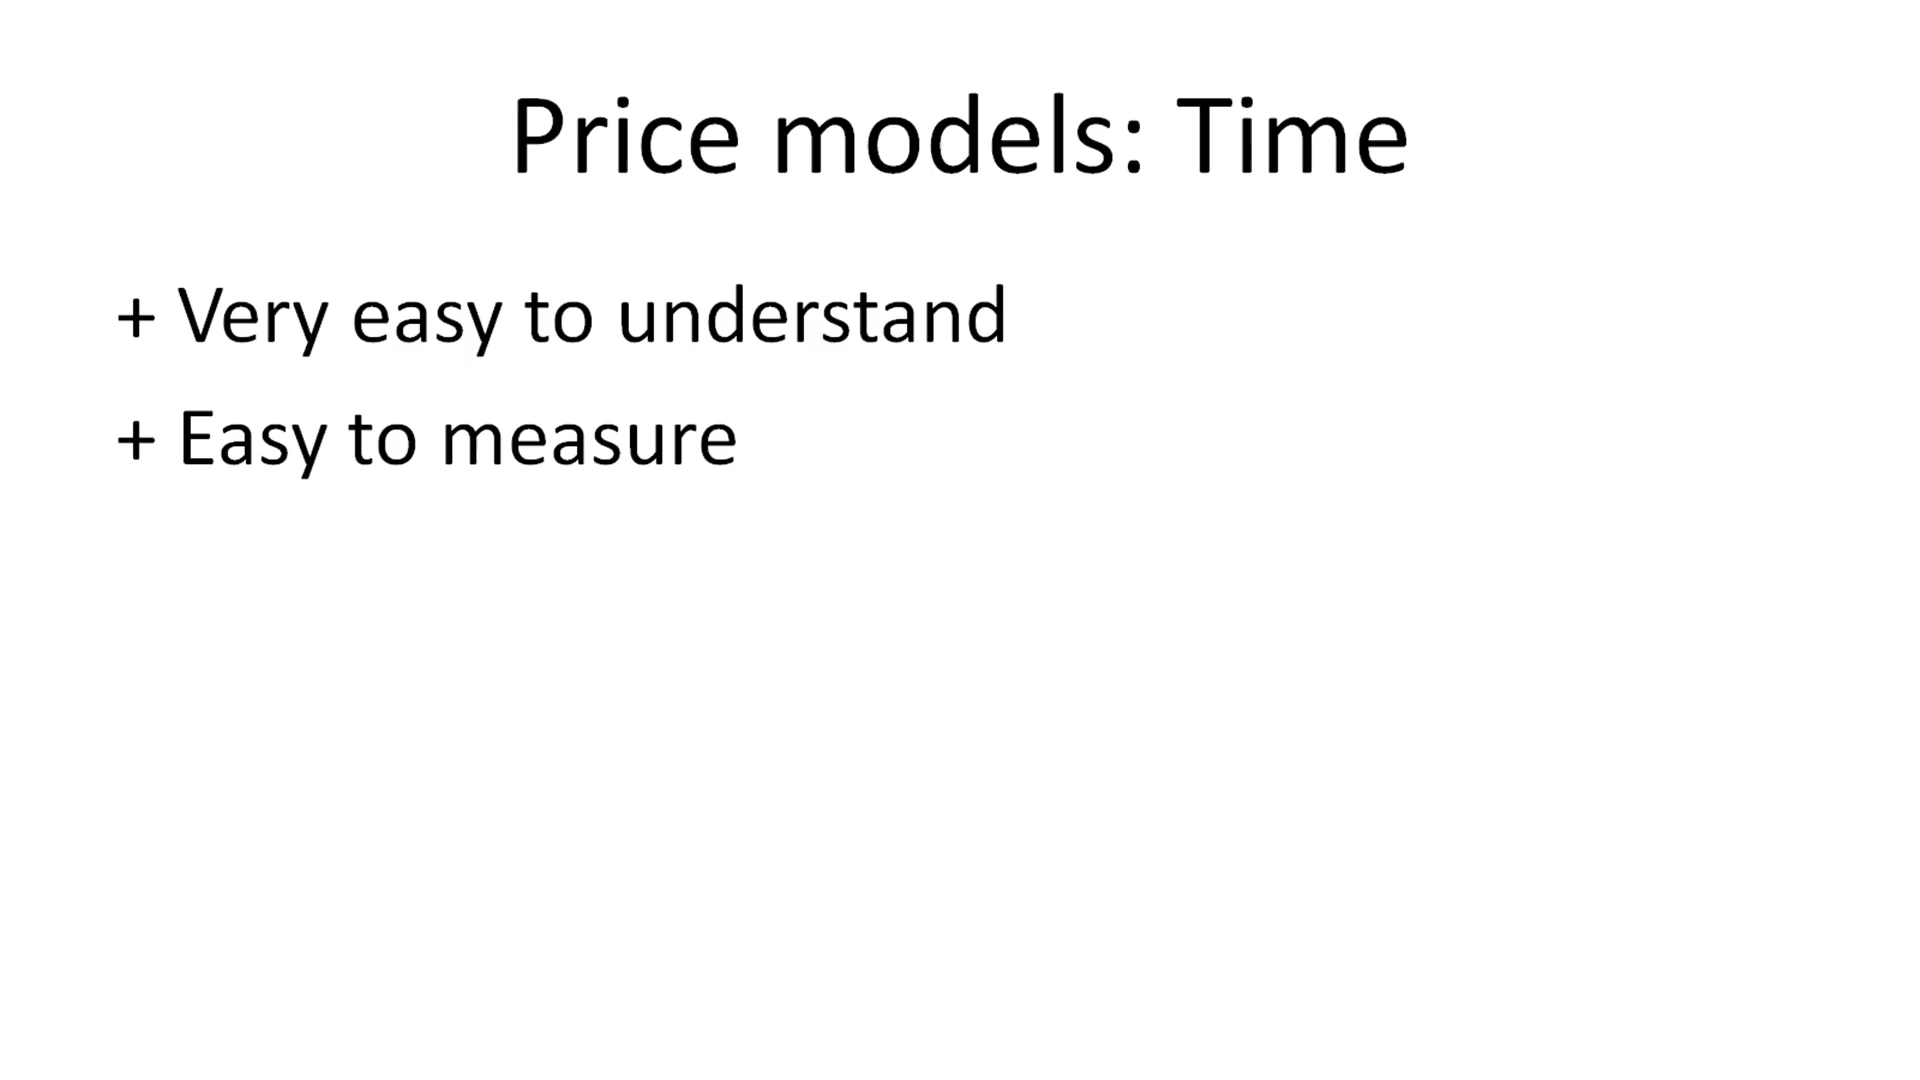 Price models: Time
+ Very easy to understand
+ Easy to measure